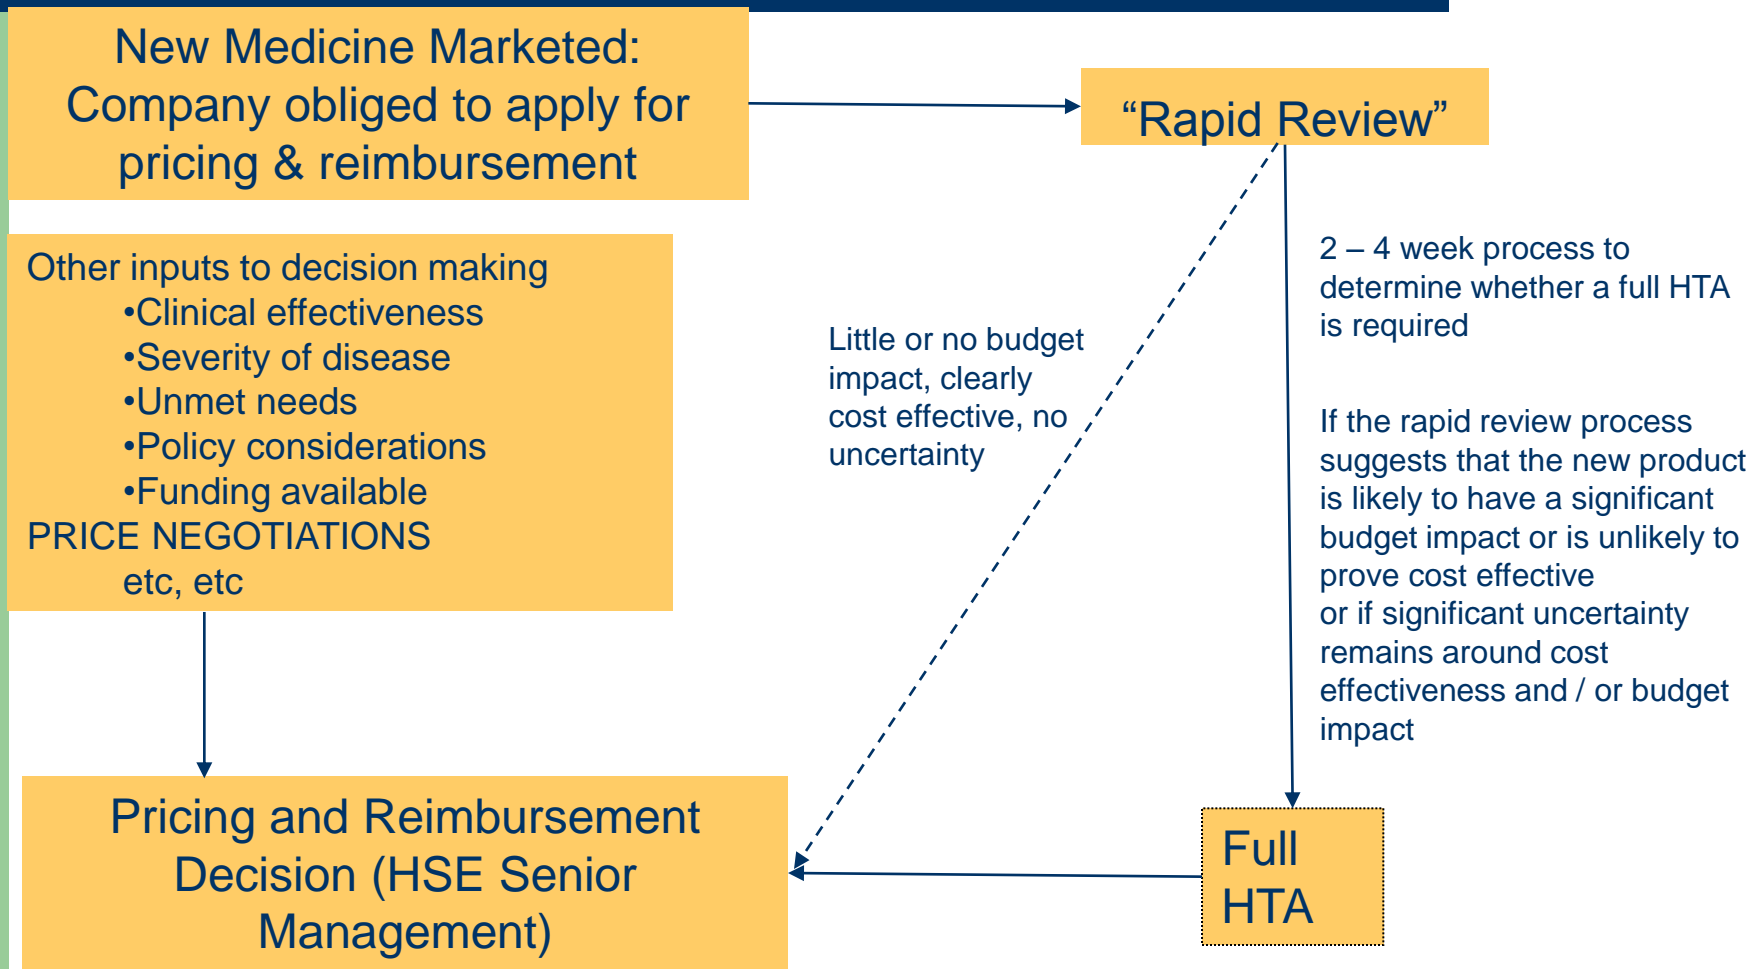 New Medicine Marketed:
Company obliged to apply for
pricing & reimbursement
“Rapid Review”
Other inputs to decision making
•Clinical effectiveness
•Severity of disease
•Unmet needs
•Policy considerations
•Funding available
PRICE NEGOTIATIONS
etc, etc
Little or no budget
impact, clearly
cost effective, no
uncertainty
2 – 4 week process to
determine whether a full HTA
is required
If the rapid review process
suggests that the new product
is likely to have a significant
budget impact or is unlikely to
prove cost effective
or if significant uncertainty
remains around cost
effectiveness and / or budget
impact
Pricing and Reimbursement
Decision (HSE Senior
Management)
Full
HTA